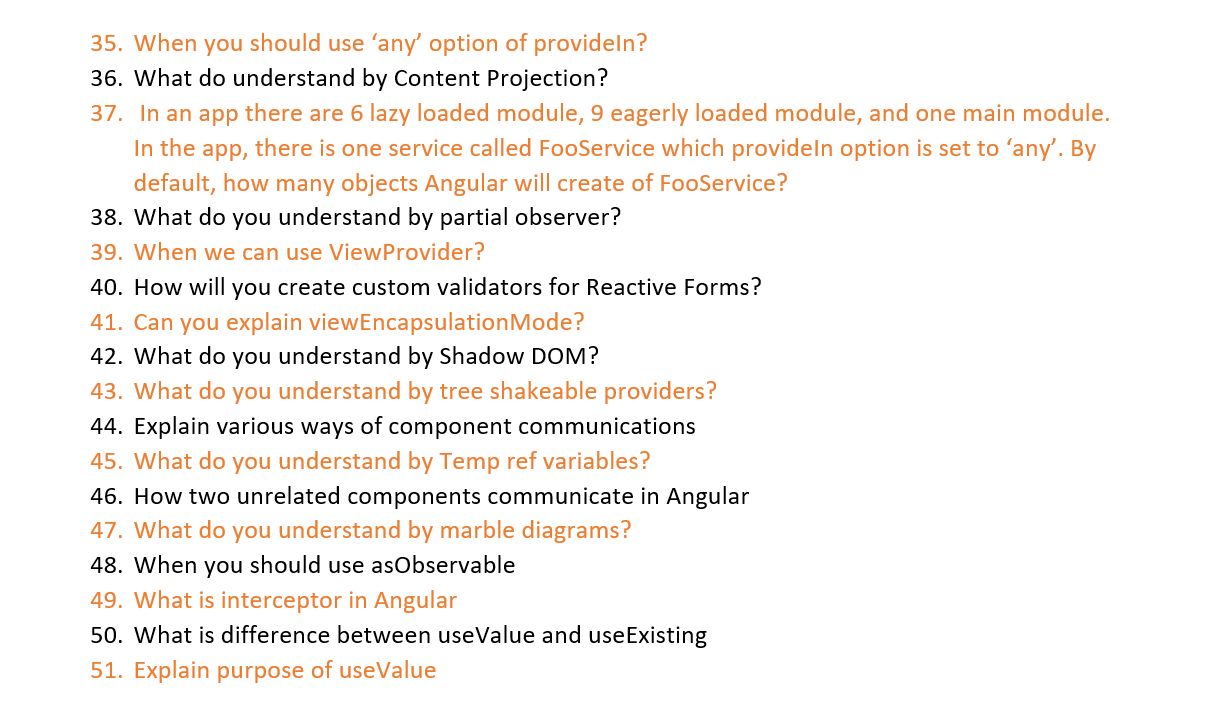 35. When you should use ‘any’ option of provideIn?
36. What do understand by Content Projection?
37. In an app there are 6 lazy loaded module, 9 eagerly loaded module, and one main module.
In the app, there is one service called FooService which provideIn option is set to ‘any’. By
default, how many objects Angular will create of FooService?
38. What do you understand by partial observer?
39. When we can use ViewProvider?
40. How will you create custom validators for Reactive Forms?
41. Can you explain viewEncapsulationMode?
42. What do you understand by Shadow DOM?
43. What do you understand by tree shakeable providers?
44. Explain various ways of component communications
45. What do you understand by Temp ref variables?
46. How two unrelated components communicate in Angular
47. What do you understand by marble diagrams?
48. When you should use asObservable
49. What is interceptor in Angular
50. What is difference between useValue and useExisting
51. Explain purpose of useValue